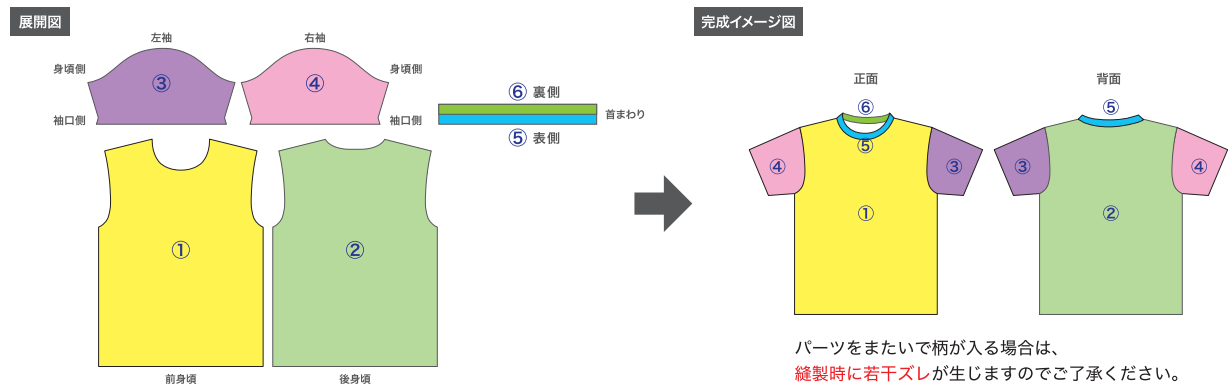 展開図
左袖
右袖
身頃側
③
④
身頃側
袖口側
袖口側
⑥ 裏側
首まわり
⑤ 表側
①
②
前身頃
後身頃
完成イメージ図
正面
背面
⑥
⑤
⑤
④
③
③
④
①
②
パーツをまたいで柄が入る場合は、
縫製時に若干ズレが生じますのでご了承ください。